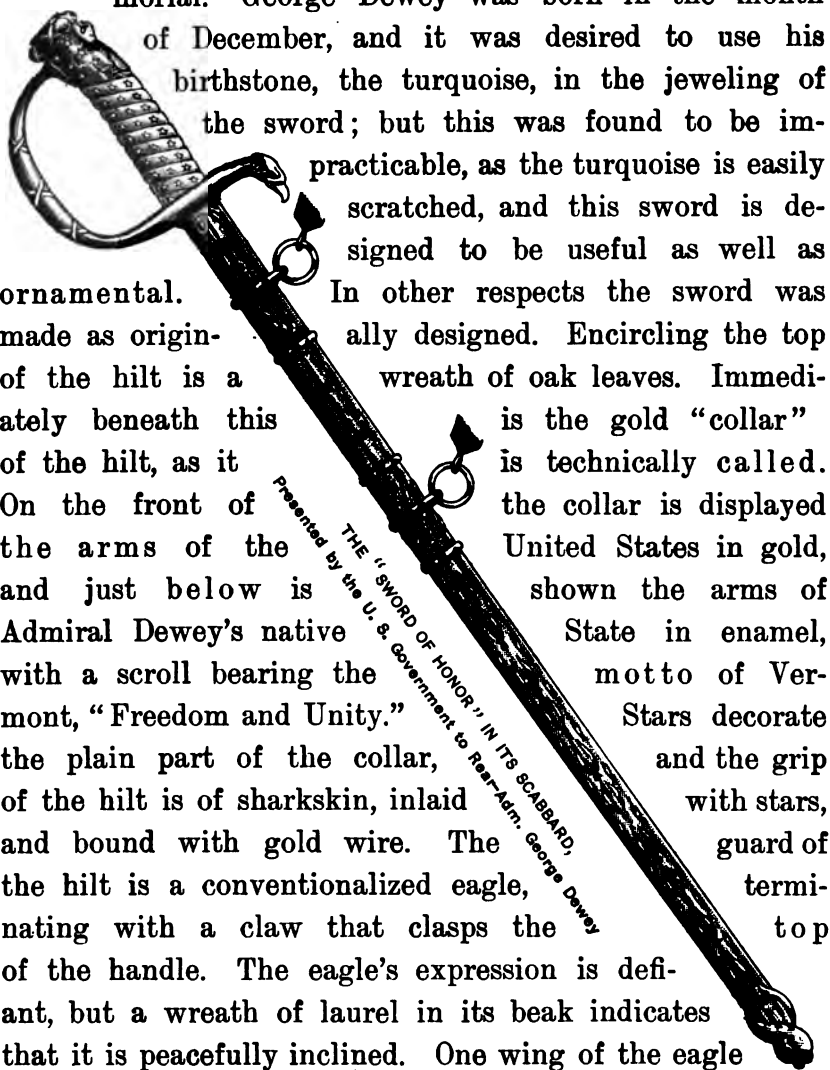 morial. George Dewey was born in the month
of December, and it was desired to use his
birthstone, the turquoise, in the jeweling of
the sword; but this was found to be im-
practicable, as the turquoise is easily
scratched, and this sword is de-
signed to be useful as well as
ornamental. In other respects the sword was
made as origin- ally designed. Encircling the top
of the hilt is a wreath of oak leaves. Immedi-
ately beneath this is the gold “collar”
of the hilt, as it is technically called.
On the front of the collar is displayed
the arms of the United States in gold,
and just below is shown the arms of
Admiral Dewey's native State in enamel,
with a scroll bearing the motto of Ver-
mont, “Freedom and Unity.” Stars decorate
the plain part of the collar, and the grip
of the hilt is of sharkskin, inlaid with stars,
and bound with gold wire. The guard of
the hilt is a conventionalized eagle, termi-
nating with a claw that clasps the top
of the handle. The eagle's expression is defi-
ant, but a wreath of laurel in its beak indicates
that it is peacefully inclined. One wing of the eagle
THE “SWORD OF HONOR” IN ITS SCABBARD,
Presented by the U. S. Government to Rear-Adm. George Dewey